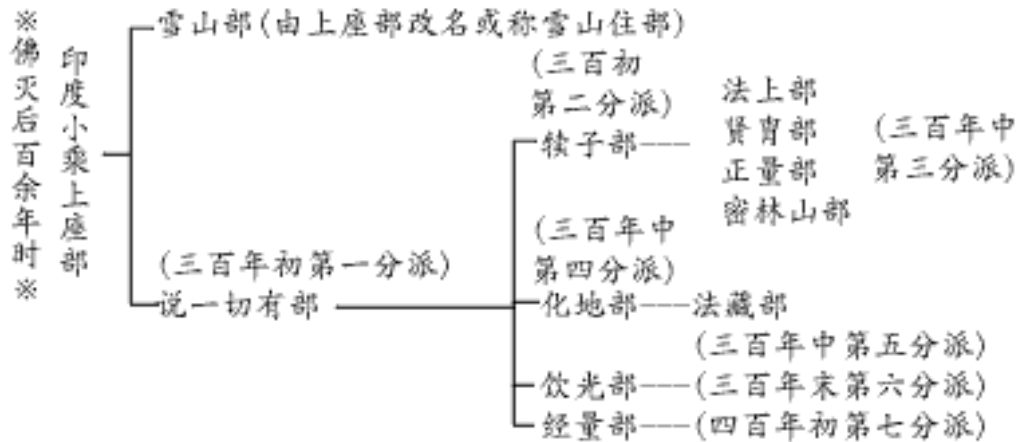 ※佛灭后百余年时※
印度小乘上座部
雪山部(由上座部改名或称雪山住部)
(三百年初第一分派)
说一切有部
(三百初
第二分派)
犊子部
法上部
贤胄部
正量部
密林山部
(三百年中
第三分派)
(三百年中
第四分派)
化地部
法藏部
(三百年中第五分派)
饮光部
(三百年末第六分派)
经量部
(四百年初第七分派)